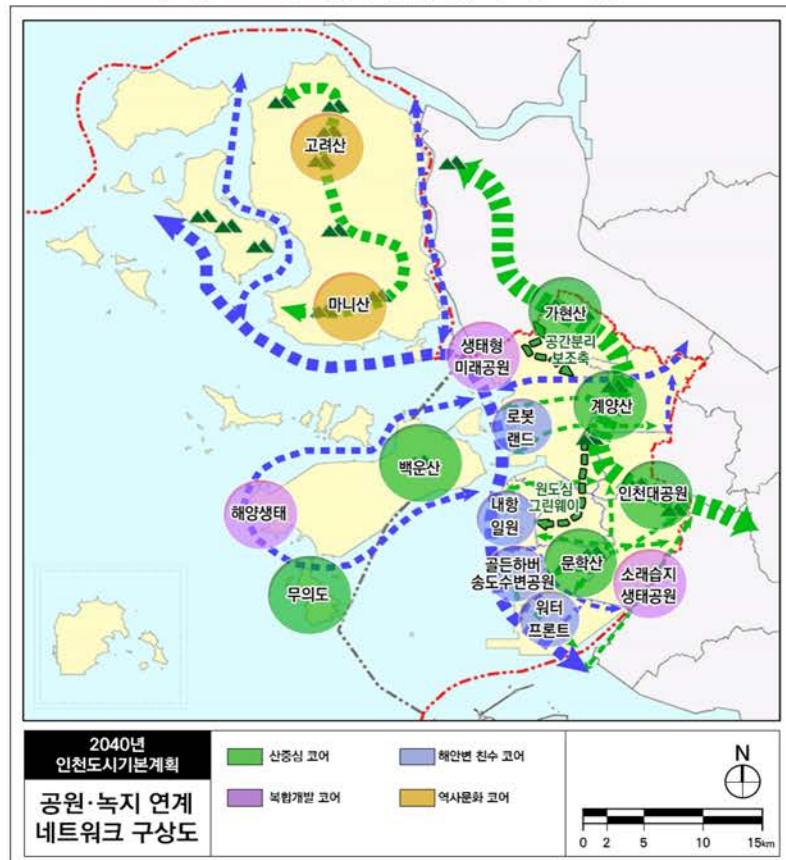 고려산
마니산
가현산
생태형
미래공원
공간분리
보조축
계양산
로봇
랜드
백운산
인천대공원
해양생태
내항
일원
원도심
그린웨이
문학산
골든하버
송도수변공원
소래습지
생태공원
무의도
워터
프론트
2040년
인천도시기본계획
공원·녹지 연계
네트워크 구상도
산중심 코어
해안변 친수 코어
복합개발 코어
역사문화 코어
N
0 2 5 10 15km